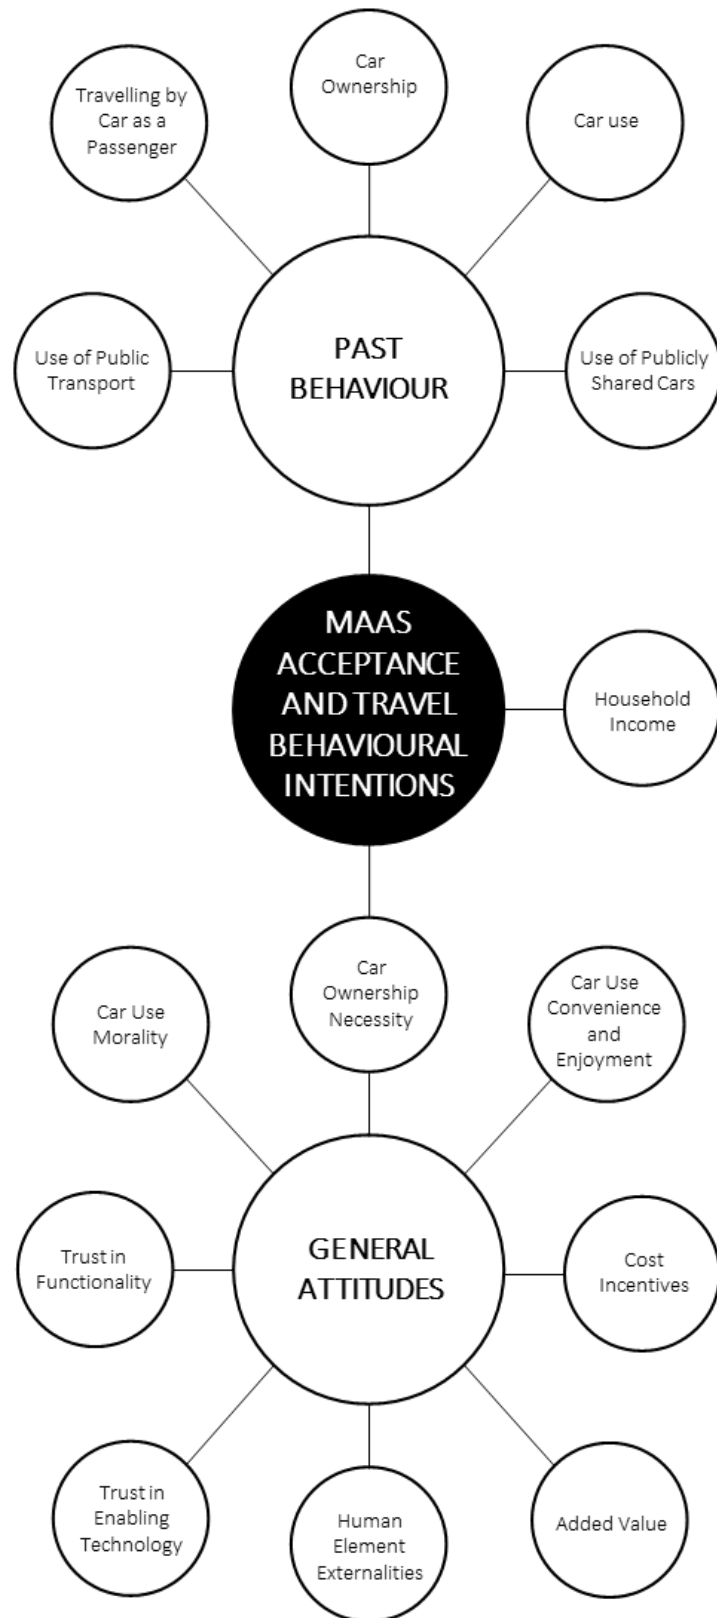 Car
Ownership
Travelling by
Car as a
Passenger
Car use
Use of Public
Transport
PAST
BEHAVIOUR
Use of Publicly
Shared Cars
MAAS
ACCEPTANCE
AND TRAVEL
BEHAVIOURAL
INTENTIONS
Household
Income
Car Use
Morality
Car
Ownership
Necessity
Car Use
Convenience
and
Enjoyment
Trust in
Functionality
GENERAL
ATTITUDES
Cost
Incentives
Trust in
Enabling
Technology
Human
Element
Externalities
Added Value